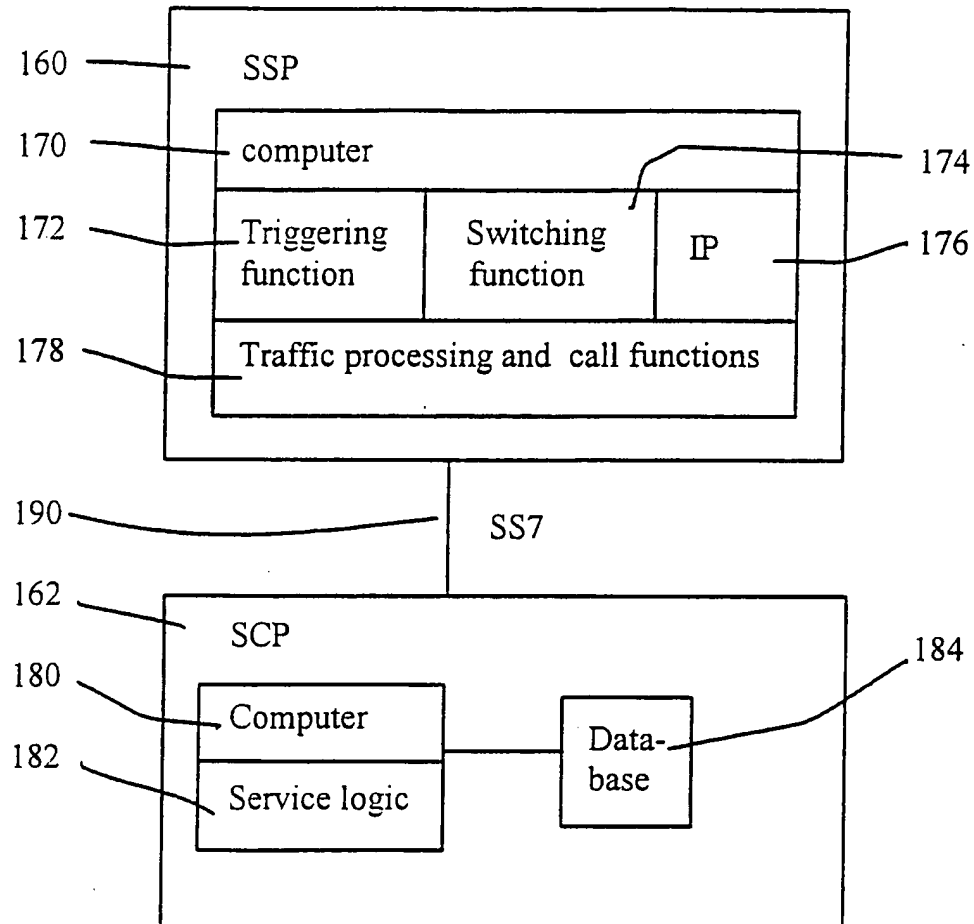 160
SSP
170
computer
174
172
Triggering
function
Switching
function
IP
176
178
Traffic processing and call functions
190
SS7
162
SCP
184
180
Computer
Data-
base
182
Service logic